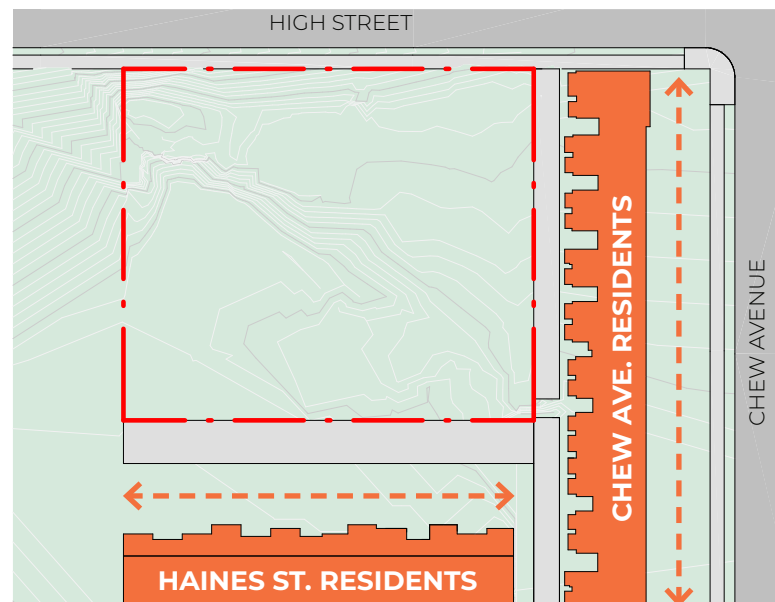 HIGH STREET
CHEW AVE. RESIDENTS
CHEW AVENUE
HAINES ST. RESIDENTS